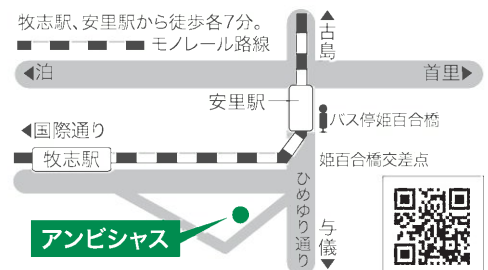 牧志駅、安里駅から徒歩各7分。
モノレール路線
▲古島
◀泊
首里▶
安里駅
バス停姫百合橋
◀国際通り
牧志駅
姫百合橋交差点
ひめゆり通り
与儀▼
アンビシャス